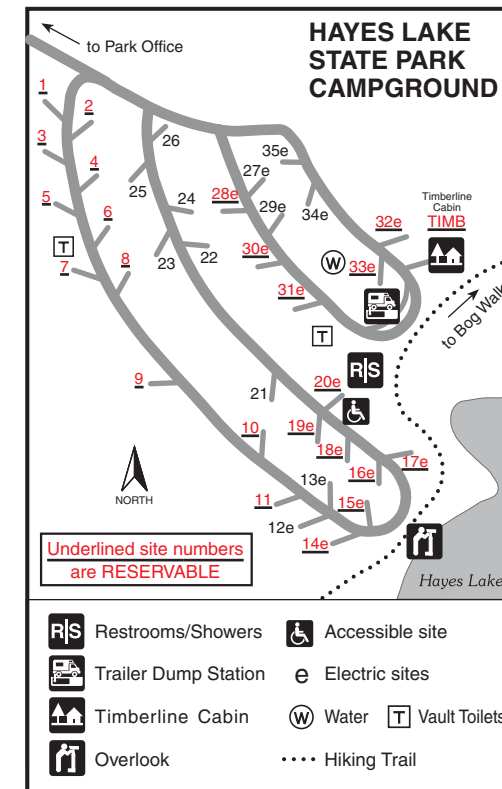 HAYES LAKE
STATE PARK
CAMPGROUND
to Park Office
1
2
3
4
5
6
T
7
8
9
10
11
12e
13e
14e
15e
16e
17e
18e
19e
20e
21
22
23
24
25
26
27e
28e
29e
30e
31e
32e
33e
34e
35e
Timberline
Cabin
TIMB
W
T
R|S
to Bog Walk
NORTH
Underlined site numbers
are RESERVABLE
Hayes Lake
R|S Restrooms/Showers
Accessible site
Trailer Dump Station
e Electric sites
Timberline Cabin
W Water
T Vault Toilets
Overlook
Hiking Trail